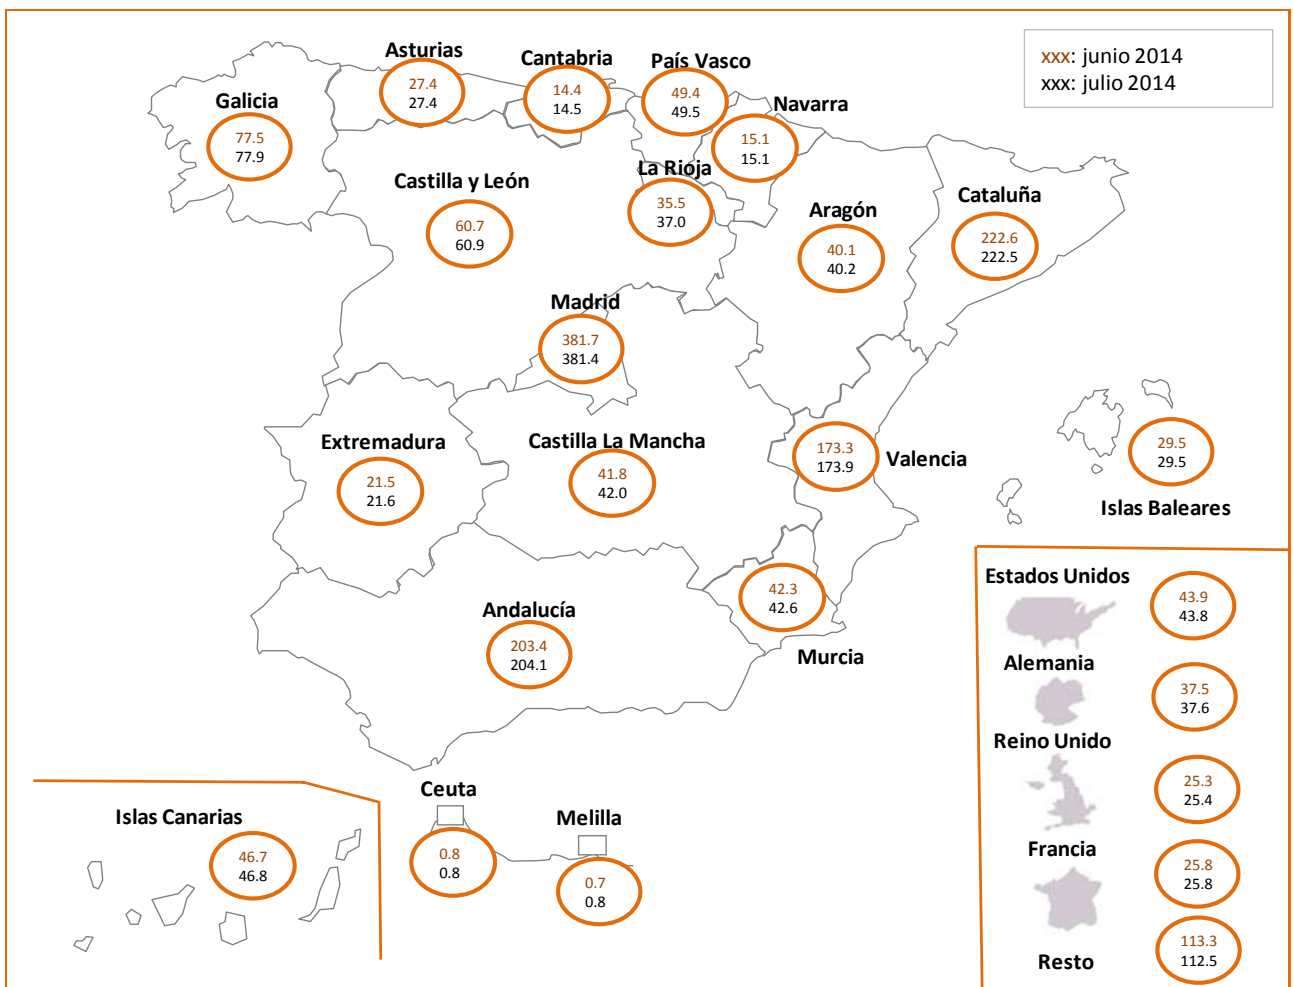 xxx: junio 2014
xxx: julio 2014
Asturias
27.4
27.4
Cantabria
14.4
14.5
País Vasco
49.4
49.5
Navarra
15.1
15.1
Galicia
77.5
77.9
Castilla y León
60.7
60.9
La Rioja
35.5
37.0
Aragón
40.1
40.2
Cataluña
222.6
222.5
Madrid
381.7
381.4
Extremadura
21.5
21.6
Castilla La Mancha
41.8
42.0
173.3
173.9
Valencia
29.5
29.5
Islas Baleares
42.3
42.6
Murcia
Andalucía
203.4
204.1
Estados Unidos
43.9
43.8
Alemania
37.5
37.6
Reino Unido
25.3
25.4
Francia
25.8
25.8
Resto
113.3
112.5
Islas Canarias
46.7
46.8
Ceuta
0.8
0.8
Melilla
0.7
0.8